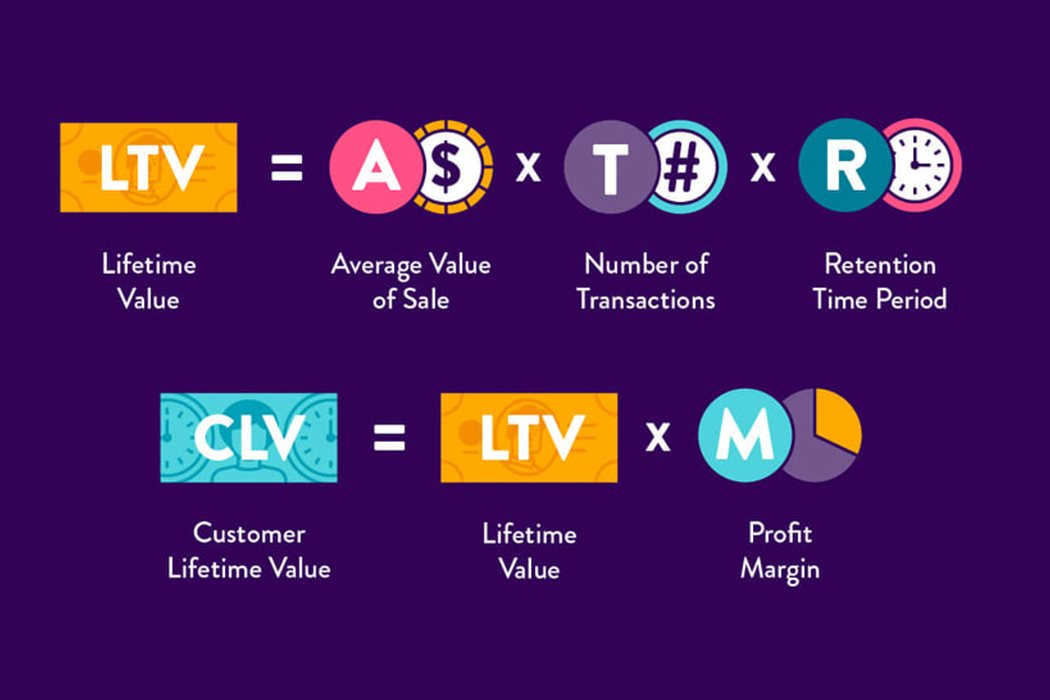 LTV = A $ x T # x R
Lifetime Average Value Number of Retention
Value of Sale Transactions Time Period
CLV = LTV x M
Customer Lifetime Profit
Lifetime Value Value Margin